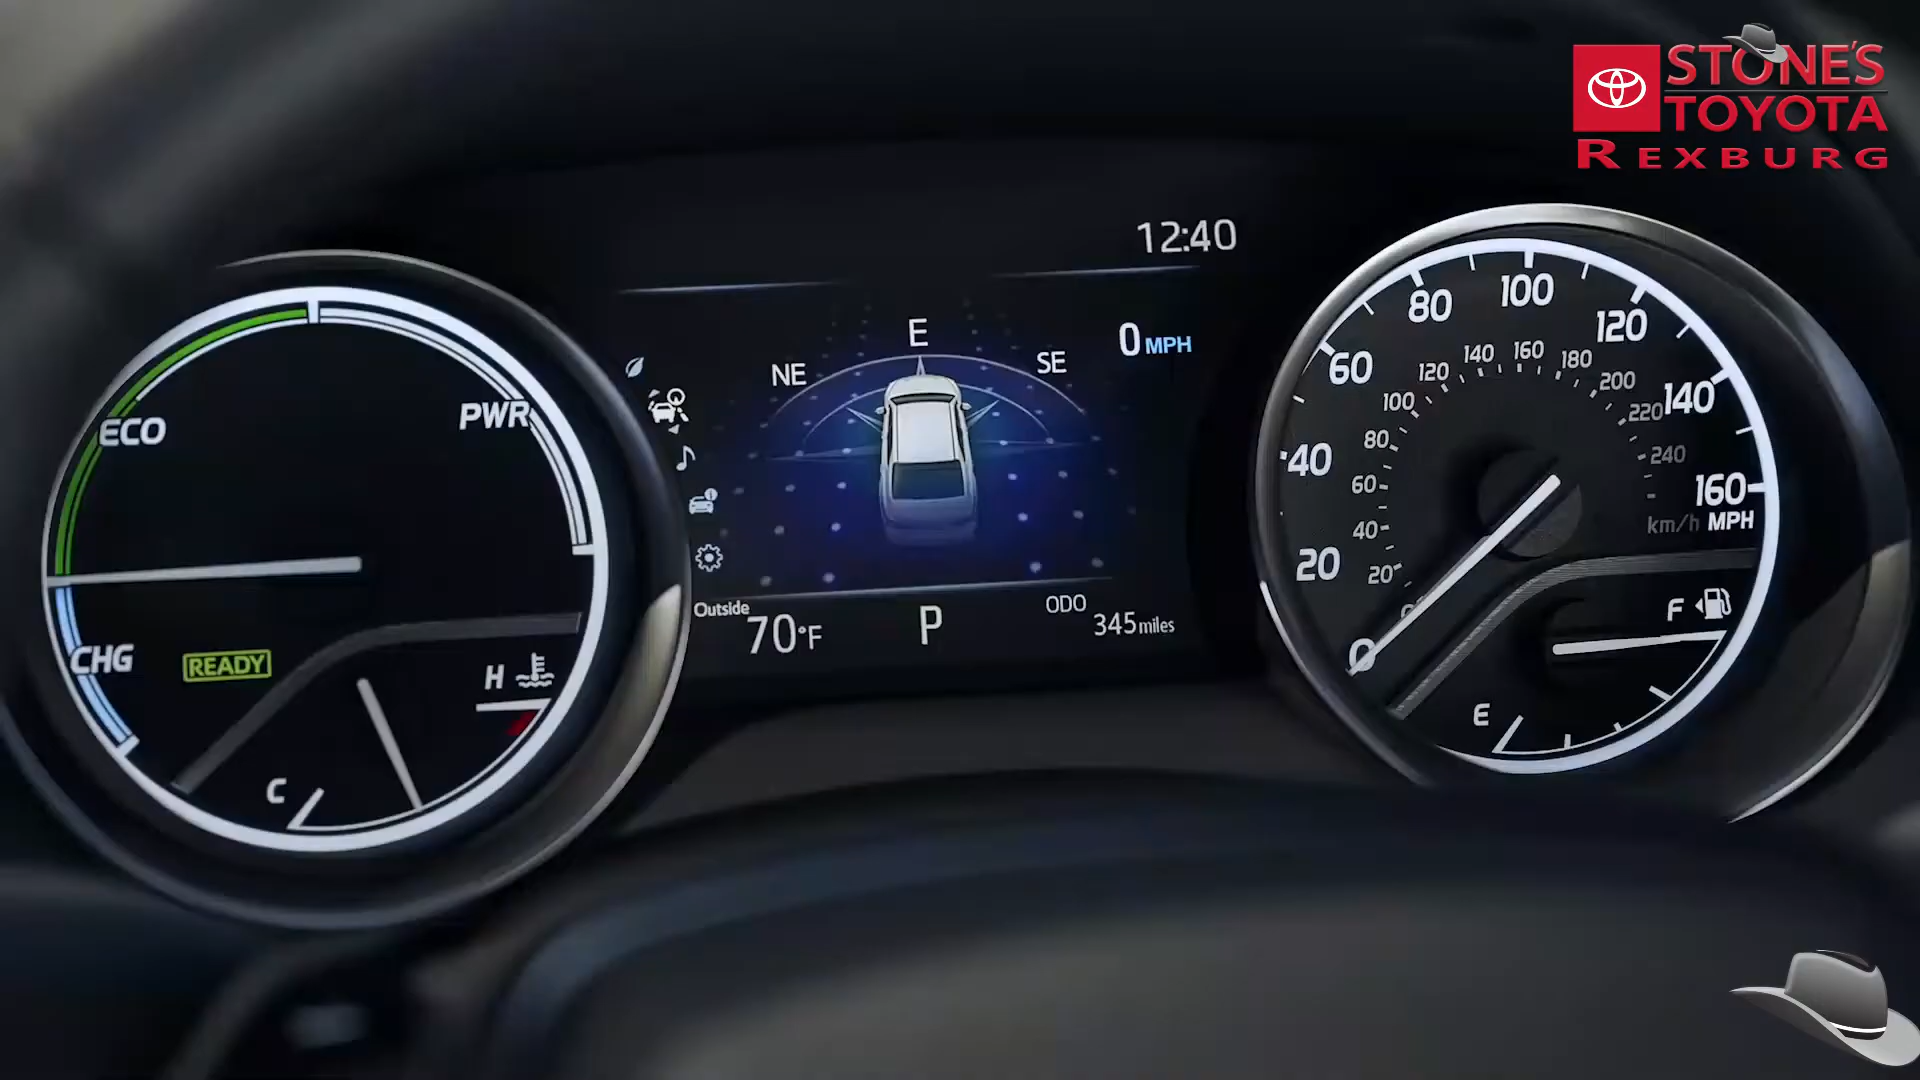 STONE'S
TOYOTA
REXBURG
12:40
E
NE
SE
0 MPH
ECO
PWR
CHG
READY
H
C
Outside
70°F
P
ODO
345 miles
0
20
40
60
80
100
120
140
160
km/h MPH
20
40
60
80
100
120
140
160
180
200
220
240
F
E